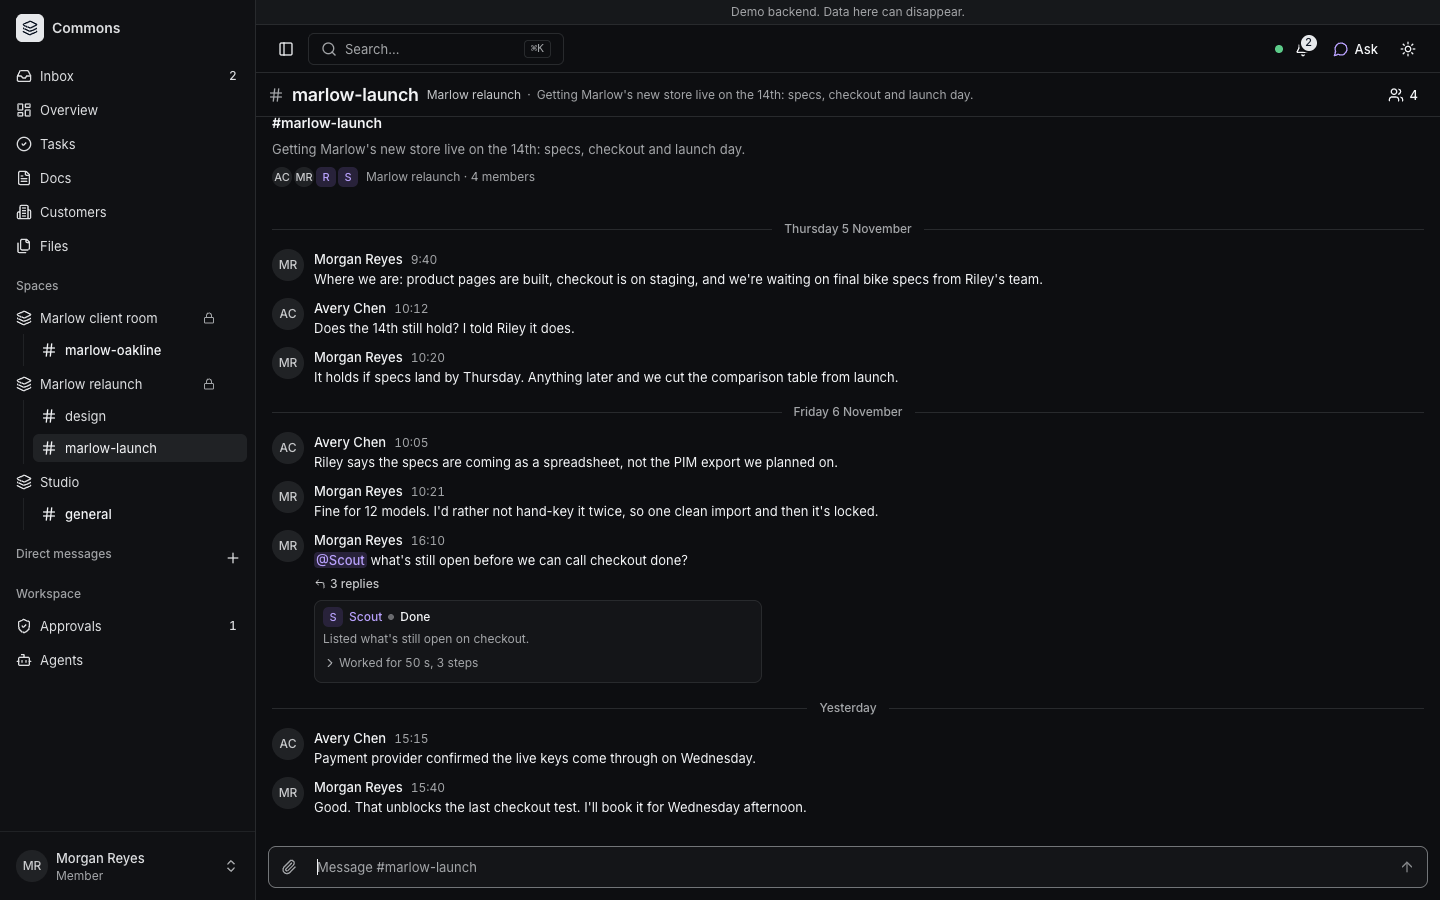 Demo backend. Data here can disappear.
Commons
Search...
⌘K
2
Ask
Inbox
2
Overview
Tasks
Docs
Customers
Files
Spaces
Marlow client room
marlow-oakline
Marlow relaunch
design
marlow-launch
Studio
general
Direct messages
Workspace
Approvals
1
Agents
MR
Morgan Reyes
Member
# marlow-launch Marlow relaunch · Getting Marlow's new store live on the 14th: specs, checkout and launch day.
4
#marlow-launch
Getting Marlow's new store live on the 14th: specs, checkout and launch day.
AC MR R S Marlow relaunch · 4 members
Thursday 5 November
MR
Morgan Reyes 9:40
Where we are: product pages are built, checkout is on staging, and we're waiting on final bike specs from Riley's team.
AC
Avery Chen 10:12
Does the 14th still hold? I told Riley it does.
MR
Morgan Reyes 10:20
It holds if specs land by Thursday. Anything later and we cut the comparison table from launch.
Friday 6 November
AC
Avery Chen 10:05
Riley says the specs are coming as a spreadsheet, not the PIM export we planned on.
MR
Morgan Reyes 10:21
Fine for 12 models. I'd rather not hand-key it twice, so one clean import and then it's locked.
MR
Morgan Reyes 16:10
@Scout what's still open before we can call checkout done?
3 replies
S Scout Done
Listed what's still open on checkout.
Worked for 50 s, 3 steps
Yesterday
AC
Avery Chen 15:15
Payment provider confirmed the live keys come through on Wednesday.
MR
Morgan Reyes 15:40
Good. That unblocks the last checkout test. I'll book it for Wednesday afternoon.
Message #marlow-launch